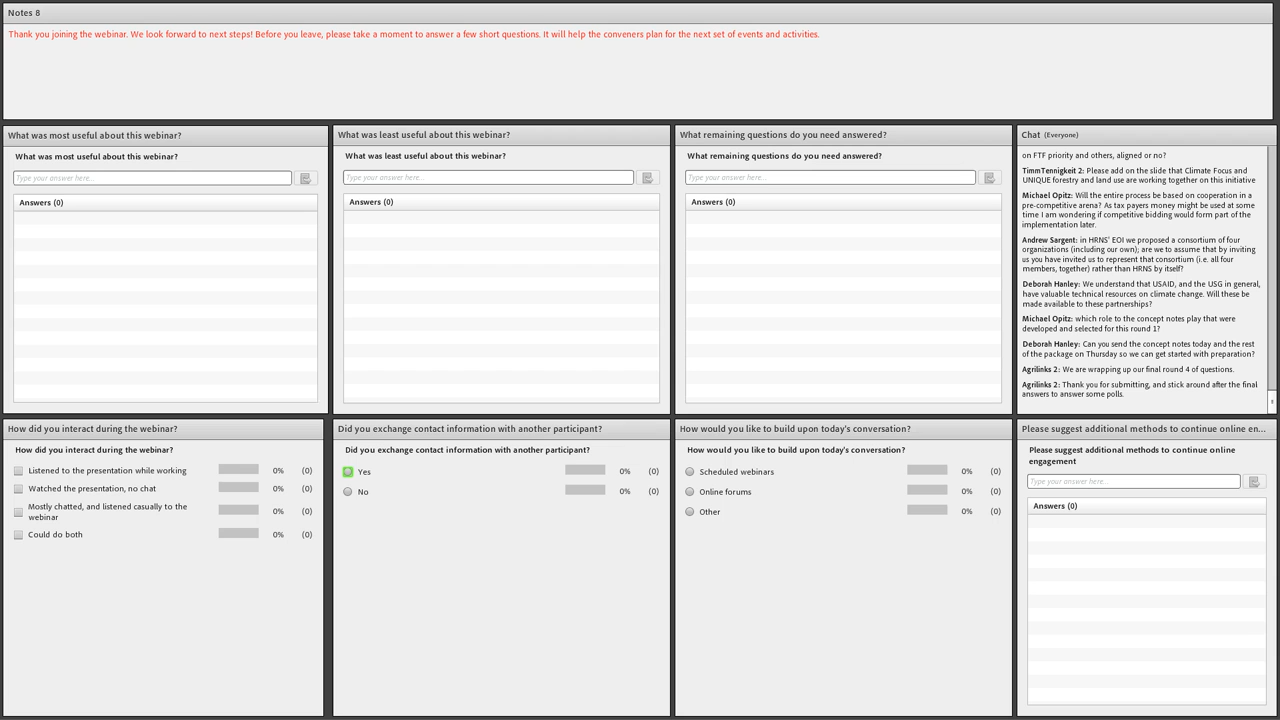 Notes 8
Thank you joining the webinar. We look forward to next steps! Before you leave, please take a moment to answer a few short questions. It will help the conveners plan for the next set of events and activities.
What was most useful about this webinar?
What was most useful about this webinar?
Type your answer here...
Answers (0)
What was least useful about this webinar?
What was least useful about this webinar?
Type your answer here...
Answers (0)
What remaining questions do you need answered?
What remaining questions do you need answered?
Type your answer here...
Answers (0)
Chat (Everyone)
on FTF priority and others, aligned or no?
TimmTennigkeit 2: Please add on the slide that Climate Focus and
UNIQUE forestry and land use are working together on this initiative
Michael Opitz: Will the entire process be based on cooperation in a
pre-competitive arena? As tax payers money might be used at some
time I am wondering if competitive bidding would form part of the
implementation later.
Andrew Sargent: in HRNS' EOI we proposed a consortium of four
organizations (including our own); are we to assume that by inviting
us you have invited us to represent that consortium (i.e. all four
members, together) rather than HRNS by itself?
Deborah Hanley: We understand that USAID, and the USG in general,
have valuable technical resources on climate change. Will these be
made available to these partnerships?
Michael Opitz: which role to the concept notes play that were
developed and selected for this round 1?
Deborah Hanley: Can you send the concept notes today and the rest
of the package on Thursday so we can get started with preparation?
Agrilinks 2: We are wrapping up our final round 4 of questions.
Agrilinks 2: Thank you for submitting, and stick around after the final
answers to answer some polls.
How did you interact during the webinar?
How did you interact during the webinar?
Listened to the presentation while working 0% (0)
Watched the presentation, no chat 0% (0)
Mostly chatted, and listened casually to the
webinar 0% (0)
Could do both 0% (0)
Did you exchange contact information with another participant?
Did you exchange contact information with another participant?
Yes 0% (0)
No 0% (0)
How would you like to build upon today's conversation?
How would you like to build upon today's conversation?
Scheduled webinars 0% (0)
Online forums 0% (0)
Other 0% (0)
Please suggest additional methods to continue online en...
Please suggest additional methods to continue online
engagement
Type your answer here...
Answers (0)